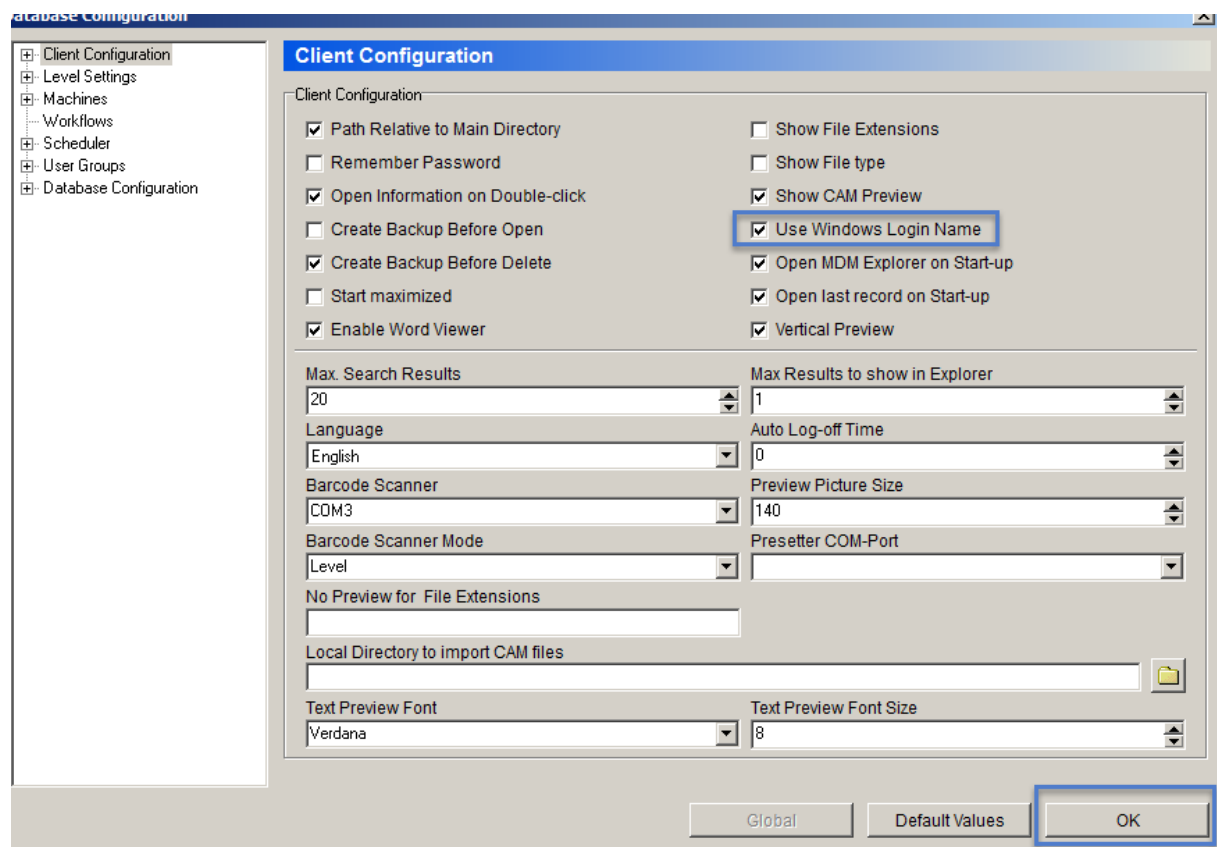 Database Configuration
Client Configuration
Level Settings
Machines
Workflows
Scheduler
User Groups
Database Configuration
Client Configuration
Client Configuration
Path Relative to Main Directory
Show File Extensions
Remember Password
Show File type
Open Information on Double-click
Show CAM Preview
Create Backup Before Open
Use Windows Login Name
Create Backup Before Delete
Open MDM Explorer on Start-up
Start maximized
Open last record on Start-up
Enable Word Viewer
Vertical Preview
Max. Search Results
Max Results to show in Explorer
20
1
Language
Auto Log-off Time
English
0
Barcode Scanner
Preview Picture Size
COM3
140
Barcode Scanner Mode
Presetter COM-Port
Level
No Preview for File Extensions
Local Directory to import CAM files
Text Preview Font
Text Preview Font Size
Verdana
8
Global
Default Values
OK